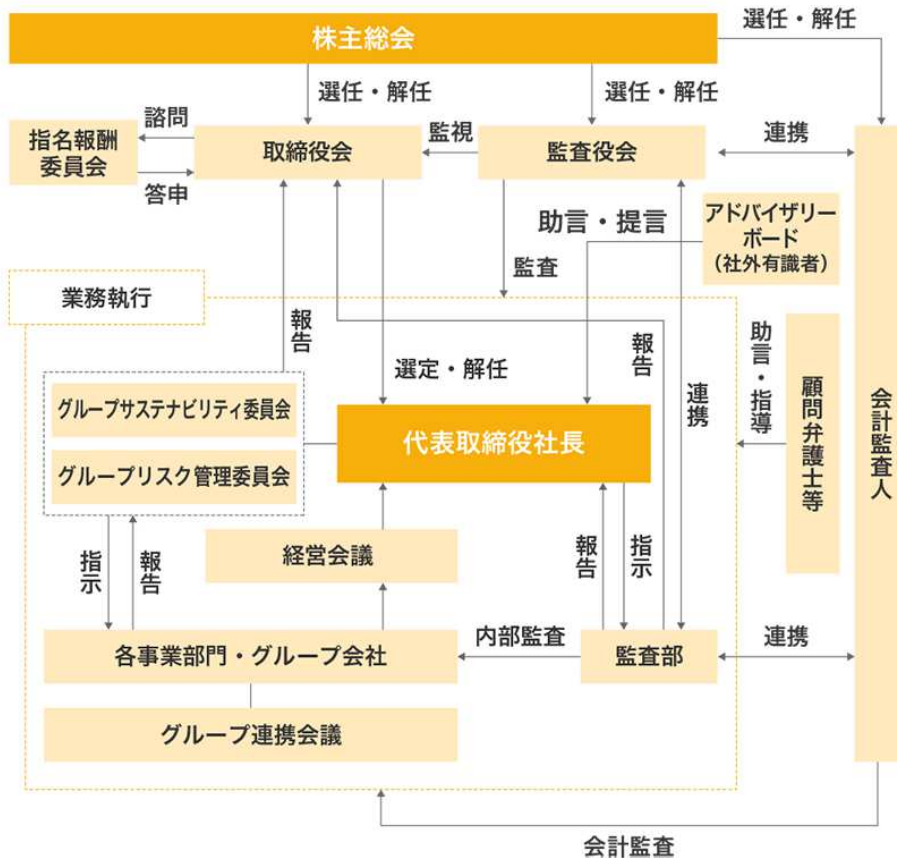 株主総会
選任・解任
選任・解任
選任・解任
諮問
指名報酬
委員会
答申
取締役会
監視
監査役会
連携
助言・提言
アドバイザリー
ボード
（社外有識者）
監査
業務執行
報告
選定・解任
報告
連携
助言・指導
顧問弁護士等
会計監査人
グループサステナビリティ委員会
グループリスク管理委員会
代表取締役社長
指示
報告
経営会議
報告
指示
各事業部門・グループ会社
内部監査
監査部
連携
グループ連携会議
会計監査